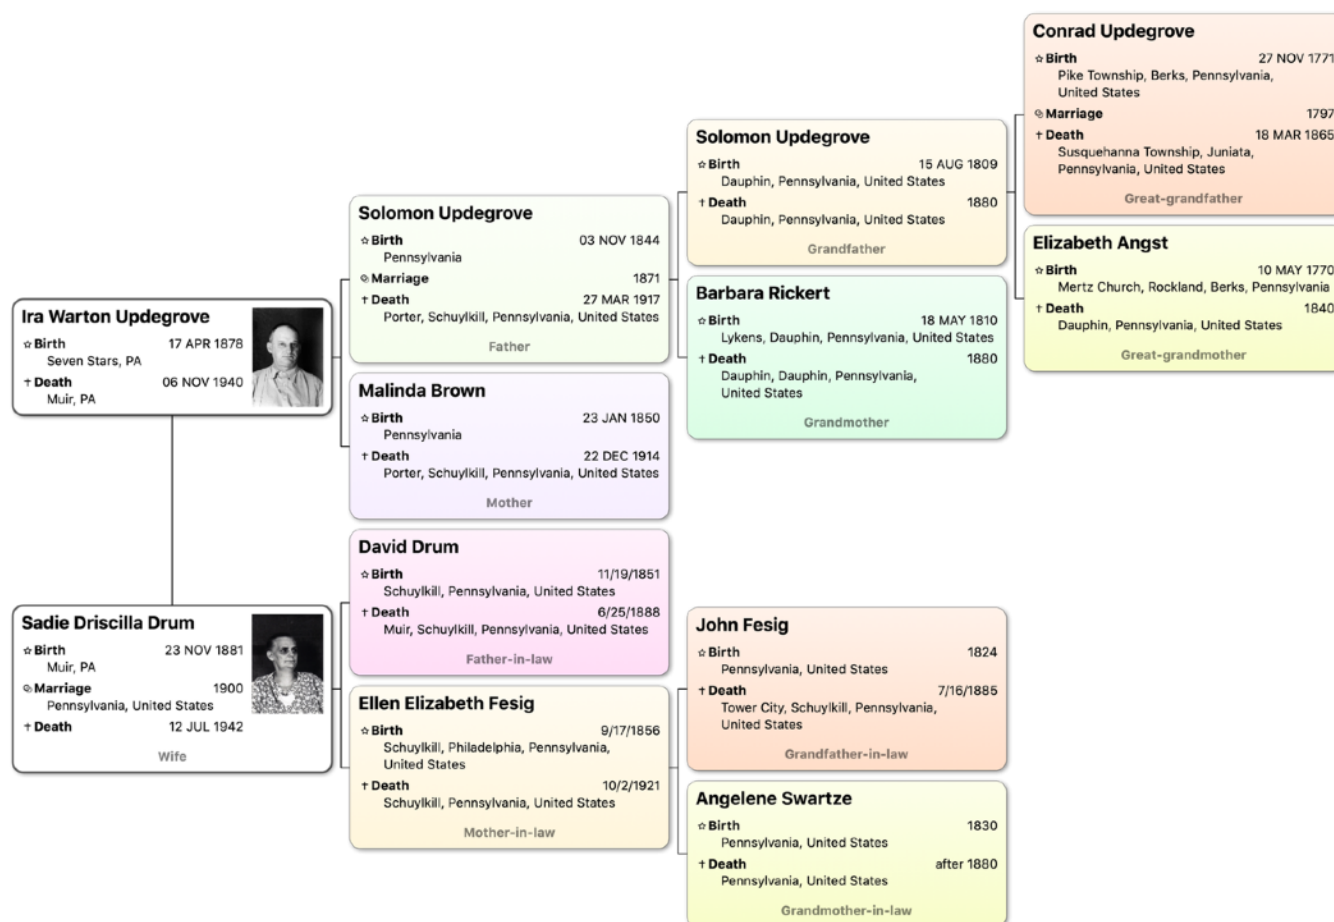 Conrad Updegrove
☆ Birth 27 NOV 1771
Pike Township, Berks, Pennsylvania,
United States
Marriage 1797
† Death 18 MAR 1865
Susquehanna Township, Juniata,
Pennsylvania, United States
Great-grandfather
Elizabeth Angst
☆ Birth 10 MAY 1770
Mertz Church, Rockland, Berks, Pennsylvania
† Death 1840
Dauphin, Pennsylvania, United States
Great-grandmother
Solomon Updegrove
☆ Birth 15 AUG 1809
Dauphin, Pennsylvania, United States
† Death 1880
Dauphin, Pennsylvania, United States
Grandfather
Barbara Rickert
☆ Birth 18 MAY 1810
Lykens, Dauphin, Pennsylvania, United States
† Death 1880
Dauphin, Dauphin, Pennsylvania,
United States
Grandmother
Solomon Updegrove
☆ Birth 03 NOV 1844
Pennsylvania
Marriage 1871
† Death 27 MAR 1917
Porter, Schuylkill, Pennsylvania, United States
Father
Malinda Brown
☆ Birth 23 JAN 1850
Pennsylvania
† Death 22 DEC 1914
Porter, Schuylkill, Pennsylvania, United States
Mother
Ira Warton Updegrove
☆ Birth 17 APR 1878
Seven Stars, PA
† Death 06 NOV 1940
Muir, PA
Sadie Driscilla Drum
☆ Birth 23 NOV 1881
Muir, PA
Marriage 1900
Pennsylvania, United States
† Death 12 JUL 1942
Wife
David Drum
☆ Birth 11/19/1851
Schuylkill, Pennsylvania, United States
† Death 6/25/1888
Muir, Schuylkill, Pennsylvania, United States
Father-in-law
Ellen Elizabeth Fesig
☆ Birth 9/17/1856
Schuylkill, Philadelphia, Pennsylvania,
United States
† Death 10/2/1921
Schuylkill, Pennsylvania, United States
Mother-in-law
John Fesig
☆ Birth 1824
Pennsylvania, United States
† Death 7/16/1885
Tower City, Schuylkill, Pennsylvania,
United States
Grandfather-in-law
Angelene Swartze
☆ Birth 1830
Pennsylvania, United States
† Death after 1880
Pennsylvania, United States
Grandmother-in-law